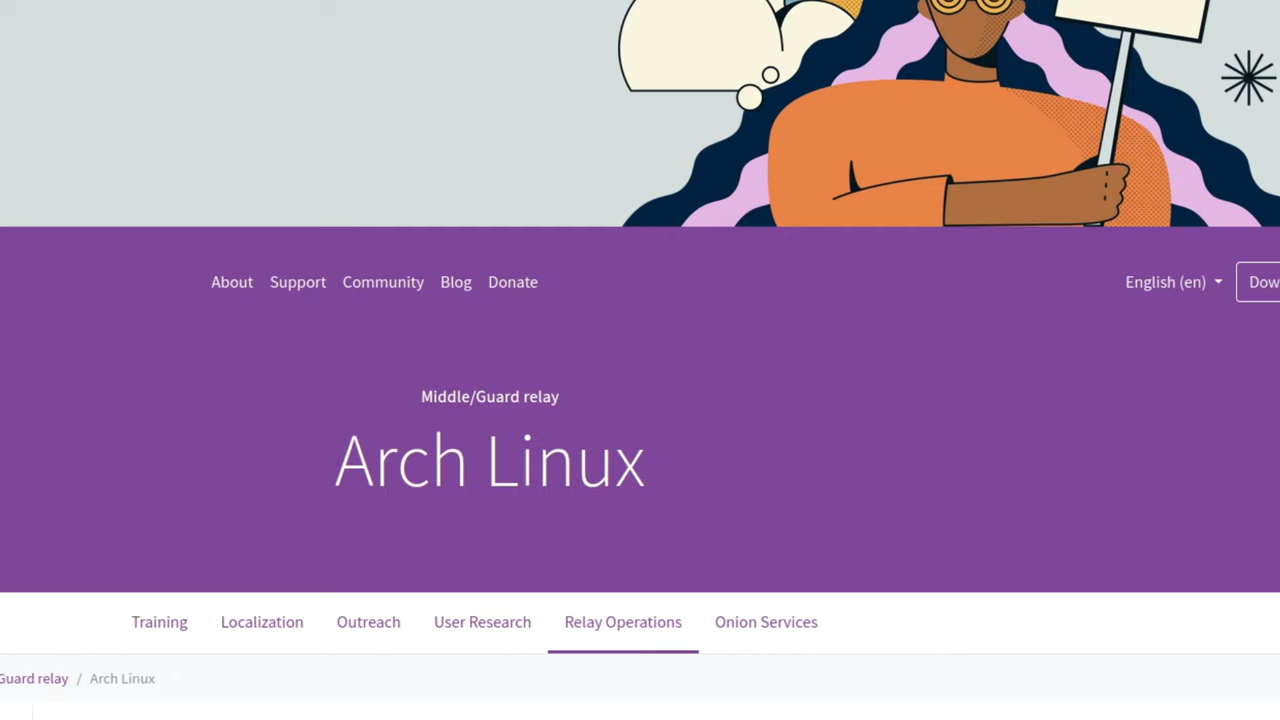 About Support Community Blog Donate English (en) Dow
Middle/Guard relay
Arch Linux
Training Localization Outreach User Research Relay Operations Onion Services
Guard relay / Arch Linux